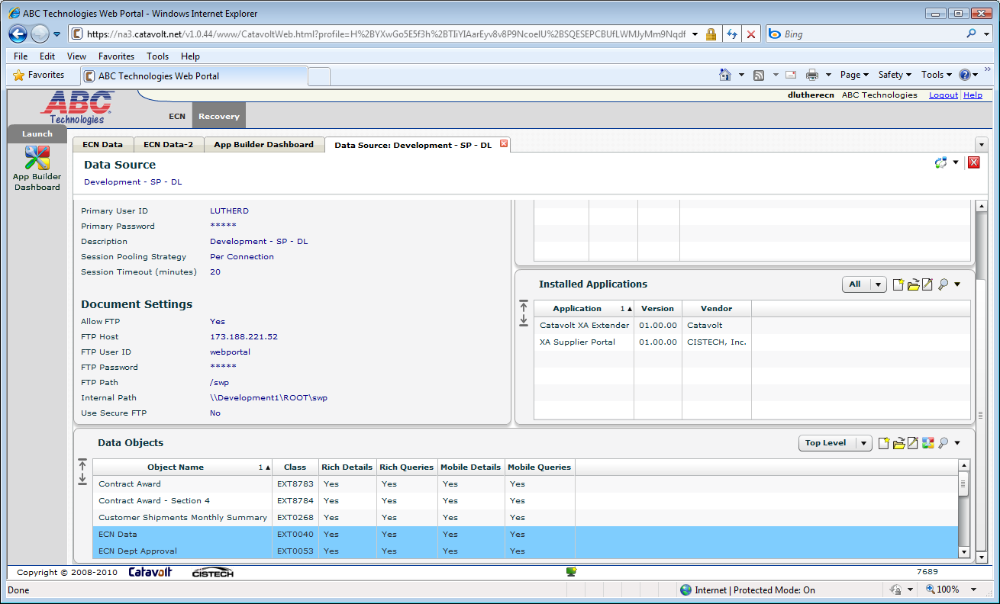 ABC Technologies Web Portal - Windows Internet Explorer
https://na3.catavolt.net/v1.0.44/www/CatavoltWeb.html?profile=H%2BYXwGo5E5f3h%2BTIiYIAarEyv8v8P9NcoeIU%2BSQESEPCBUfLWMJyMm9Nqdf
Bing
File Edit View Favorites Tools Help
Favorites
ABC Technologies Web Portal
Page Safety Tools
ABC Technologies
dlutherecn ABC Technologies Logout Help
ECN Recovery
Launch
App Builder Dashboard
ECN Data ECN Data-2 App Builder Dashboard Data Source: Development - SP - DL
Data Source
Development - SP - DL
Primary User ID LUTHERD
Primary Password *****
Description Development - SP - DL
Session Pooling Strategy Per Connection
Session Timeout (minutes) 20
Document Settings
Allow FTP Yes
FTP Host 173.188.221.52
FTP User ID webportal
FTP Password *****
FTP Path /swp
Internal Path \\Development1\ROOT\swp
Use Secure FTP No
Installed Applications All
Application 1 Version Vendor
Catavolt XA Extender 01.00.00 Catavolt
XA Supplier Portal 01.00.00 CISTECH, Inc.
Data Objects Top Level
Object Name 1 Class Rich Details Rich Queries Mobile Details Mobile Queries
Contract Award EXT8783 Yes Yes Yes Yes
Contract Award - Section 4 EXT8784 Yes Yes Yes Yes
Customer Shipments Monthly Summary EXT0268 Yes Yes Yes Yes
ECN Data EXT0040 Yes Yes Yes Yes
ECN Dept Approval EXT0053 Yes Yes Yes Yes
Copyright © 2008-2010 Catavolt CISTECH 7689
Done Internet | Protected Mode: On 100%